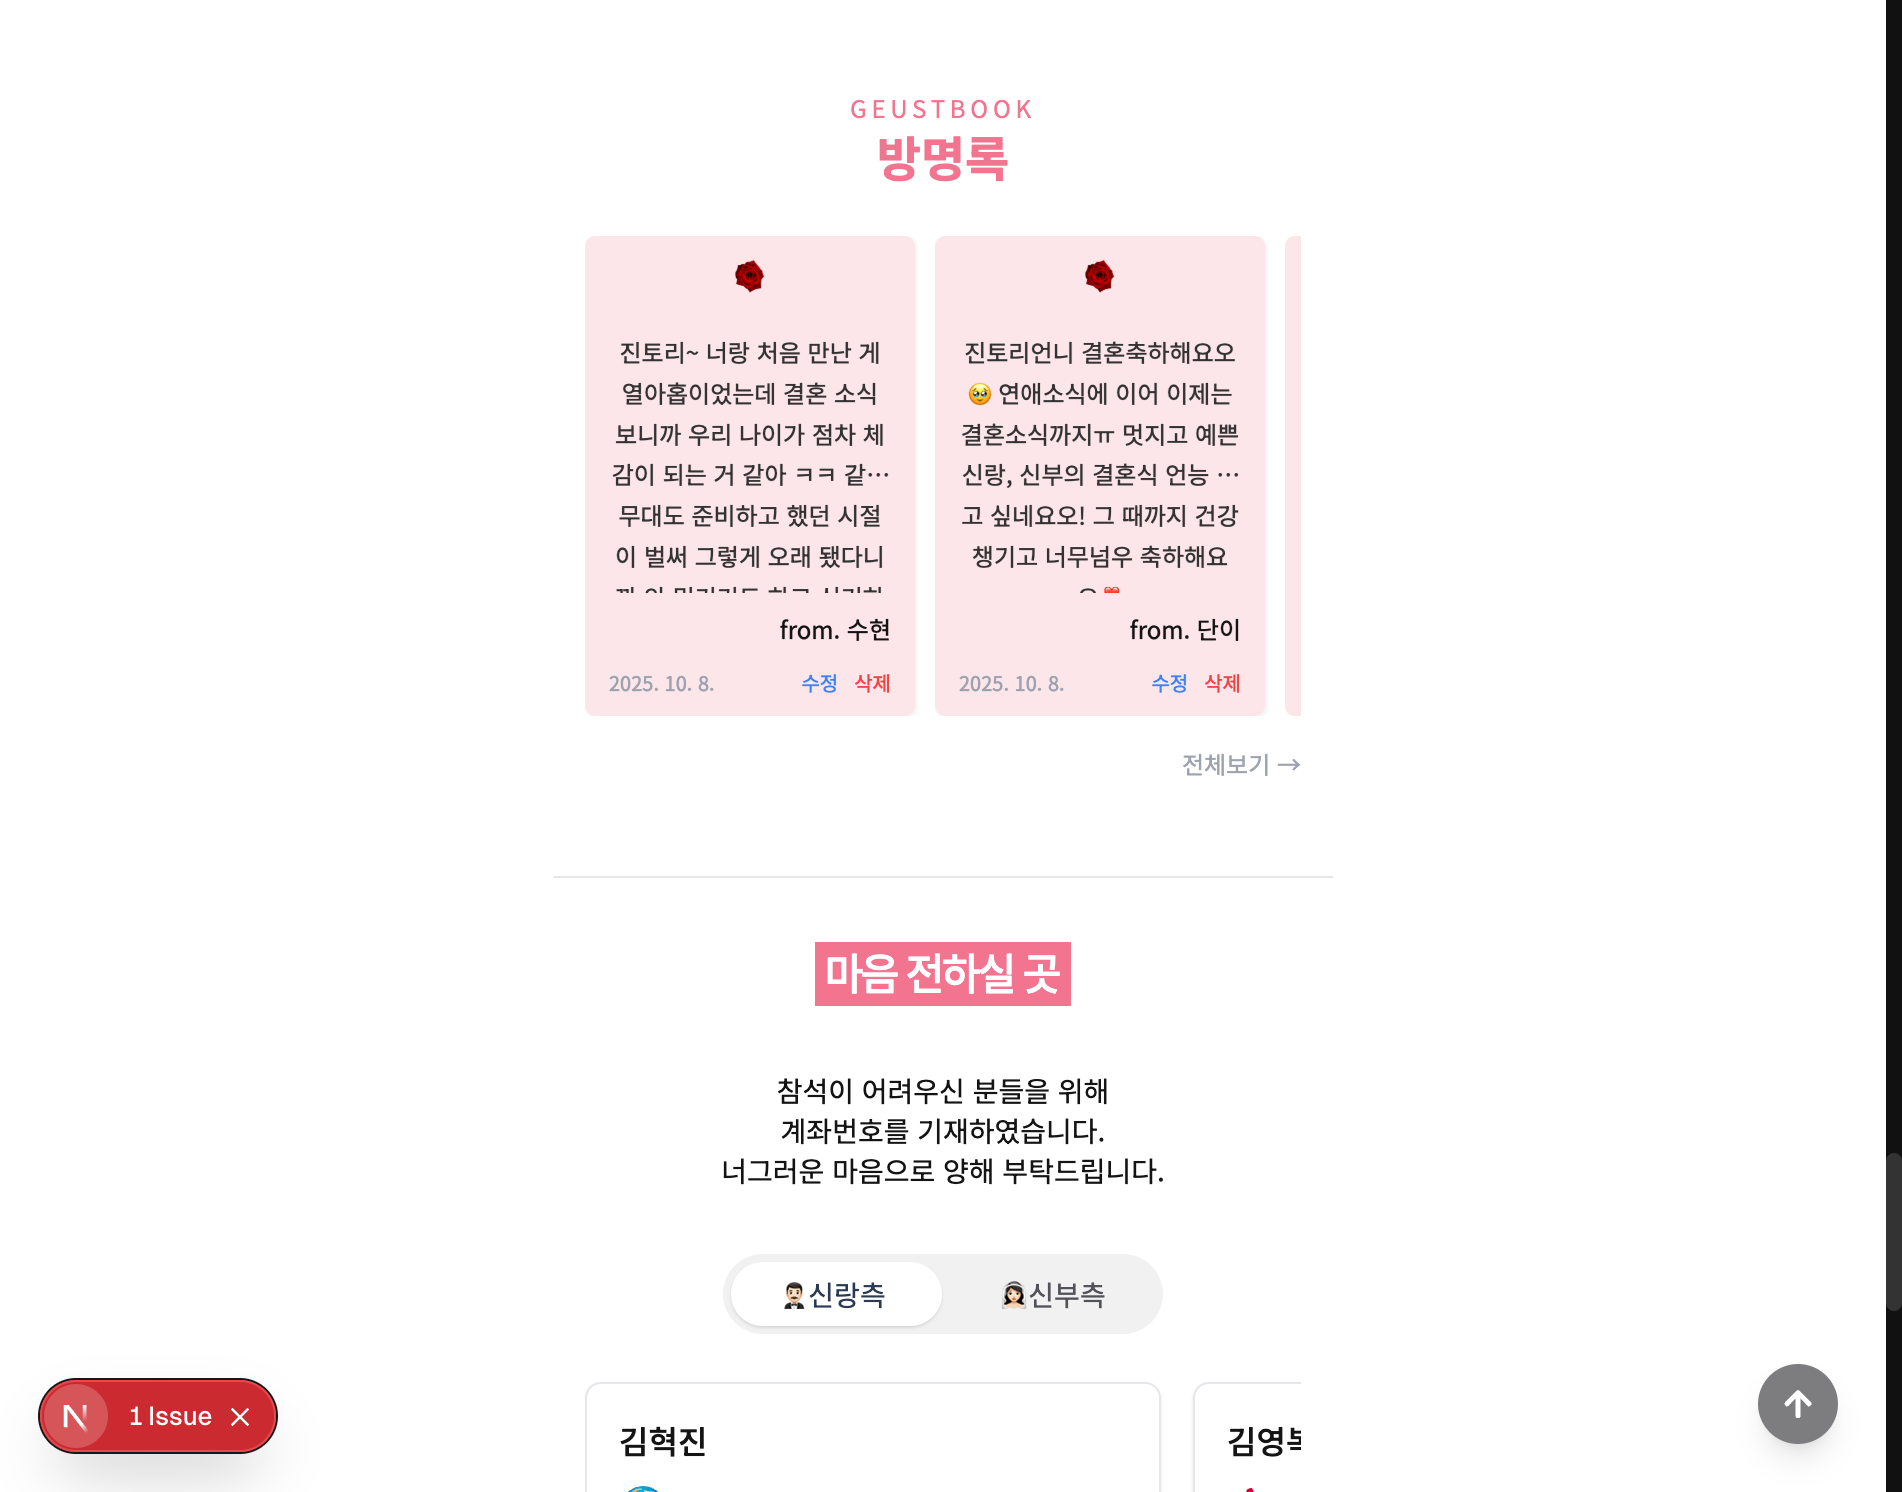 GEUSTBOOK
방명록
진토리~ 너랑 처음 만난 게
열아홉이었는데 결혼 소식
보니까 우리 나이가 점차 체
감이 되는 거 같아 ㅋㅋ 같…
무대도 준비하고 했던 시절
이 벌써 그렇게 오래 됐다니
from. 수현
2025. 10. 8.
수정 삭제
진토리언니 결혼축하해요오
🥹 연애소식에 이어 이제는
결혼소식까지ㅠ 멋지고 예쁜
신랑, 신부의 결혼식 언능 …
고 싶네요오! 그 때까지 건강
챙기고 너무넘우 축하해요
from. 단이
2025. 10. 8.
수정 삭제
전체보기 →
마음 전하실 곳
참석이 어려우신 분들을 위해
계좌번호를 기재하였습니다.
너그러운 마음으로 양해 부탁드립니다.
🤵🏻‍♂️신랑측
👰🏻‍♀️신부측
김혁진
김영
N 1 Issue